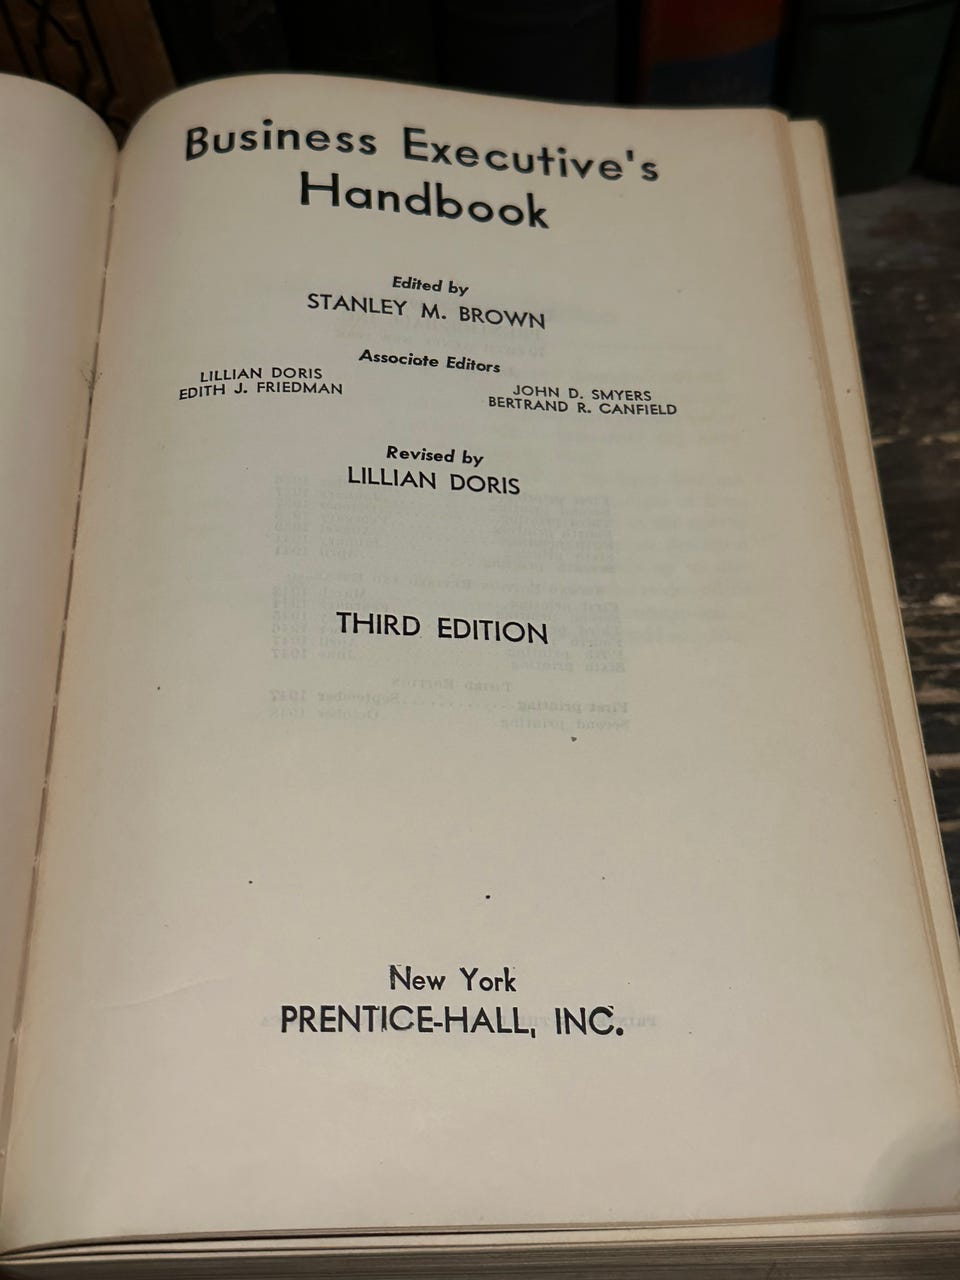 Business Executive's
Handbook
Edited by
STANLEY M. BROWN
Associate Editors
LILLIAN DORIS
EDITH J. FRIEDMAN
JOHN D. SMYERS
BERTRAND R. CANFIELD
Revised by
LILLIAN DORIS
THIRD EDITION
New York
PRENTICE-HALL, INC.